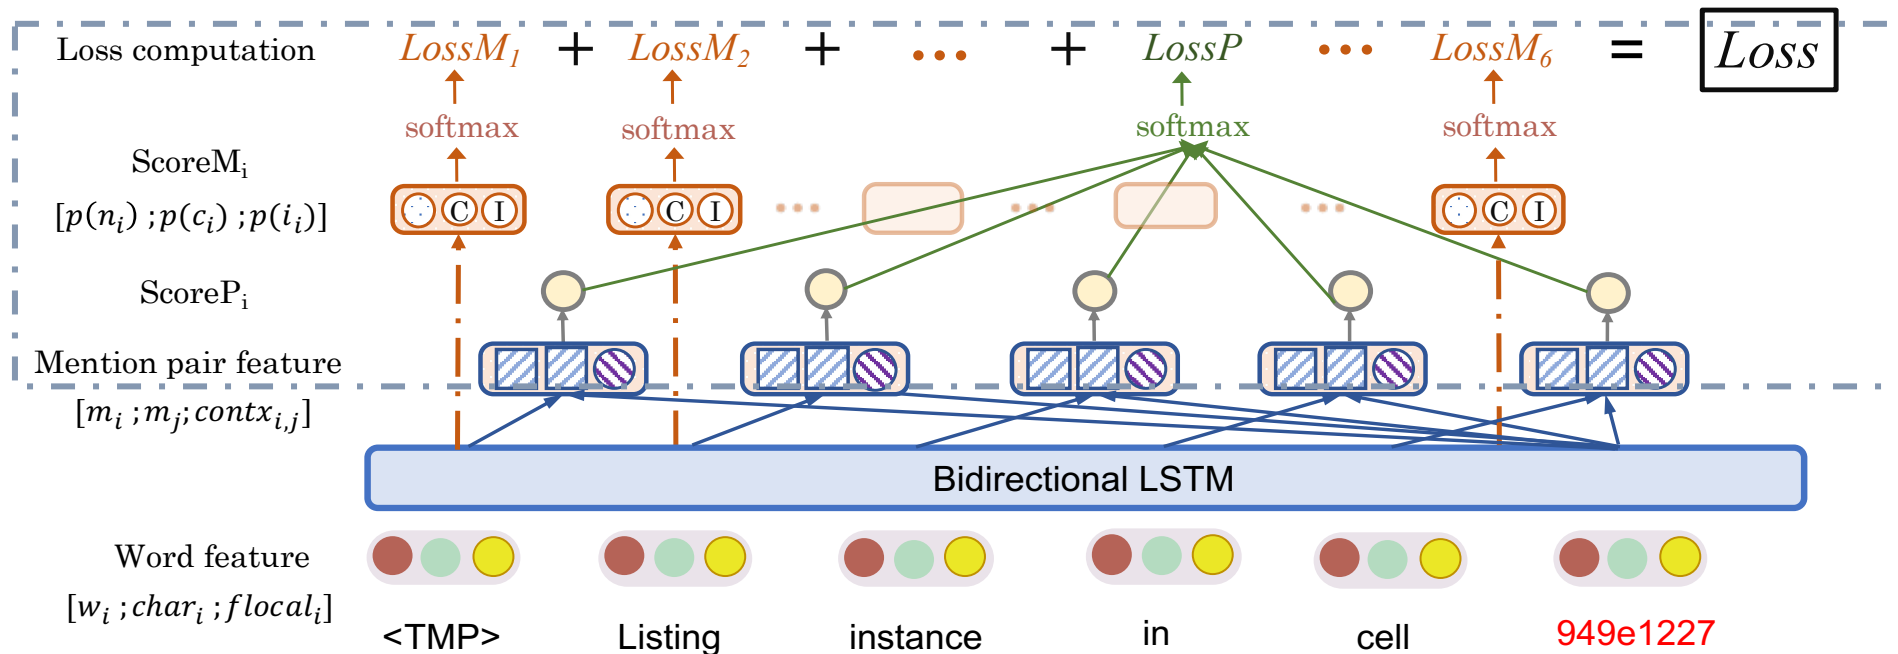 Loss computation LossM₁ + LossM₂ + ... + LossP ... LossM₆ = Loss
softmax softmax softmax softmax
ScoreMᵢ
[p(nᵢ) ; p(cᵢ) ; p(iᵢ)] C I C I ... ... ... C I
ScorePᵢ
Mention pair feature
[mᵢ ; mⱼ; contxᵢ,ⱼ]
Bidirectional LSTM
Word feature
[wᵢ ; charᵢ ; flocalᵢ]
<TMP> Listing instance in cell 949e1227